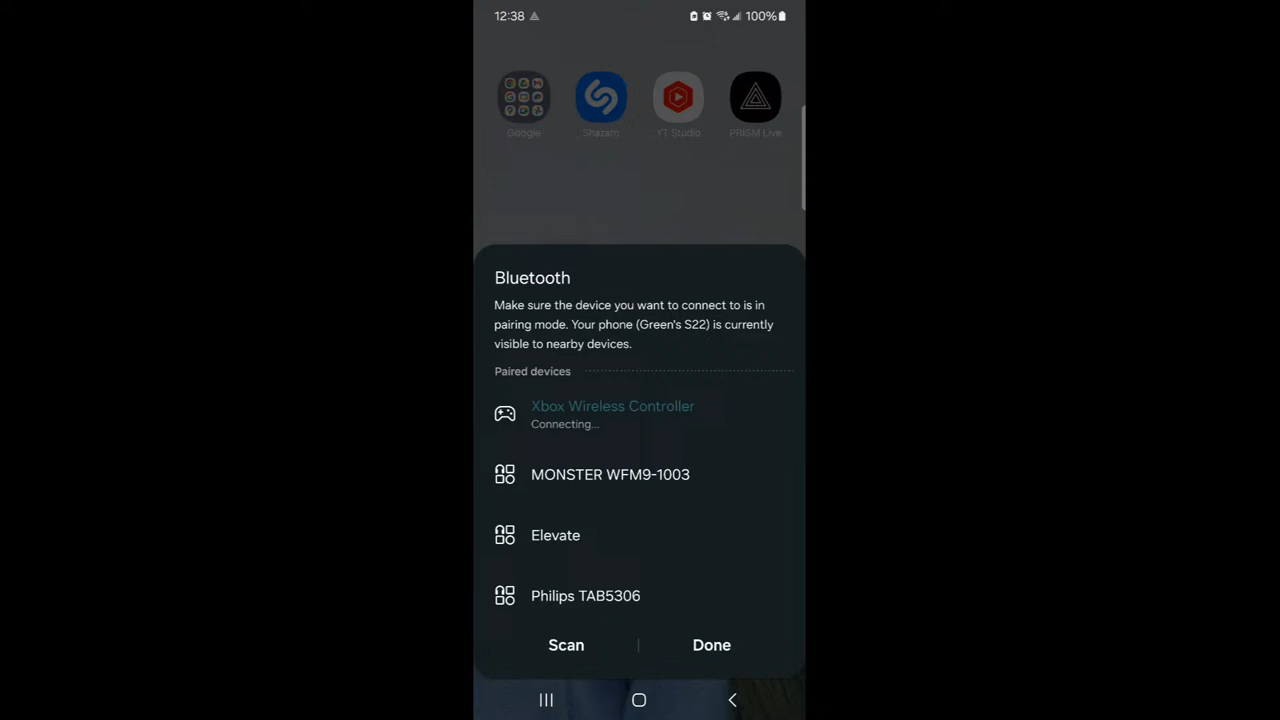 12:38
100%
Google
Shazam
YT Studio
PRISM Live
Bluetooth
Make sure the device you want to connect to is in
pairing mode. Your phone (Green's S22) is currently
visible to nearby devices.
Paired devices
Xbox Wireless Controller
Connecting...
MONSTER WFM9-1003
Elevate
Philips TAB5306
Scan
Done